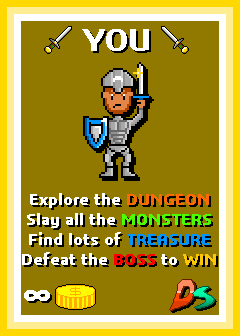 YOU
Explore the DUNGEON
Slay all the MONSTERS
Find lots of TREASURE
Defeat the BOSS to WIN
∞
DS